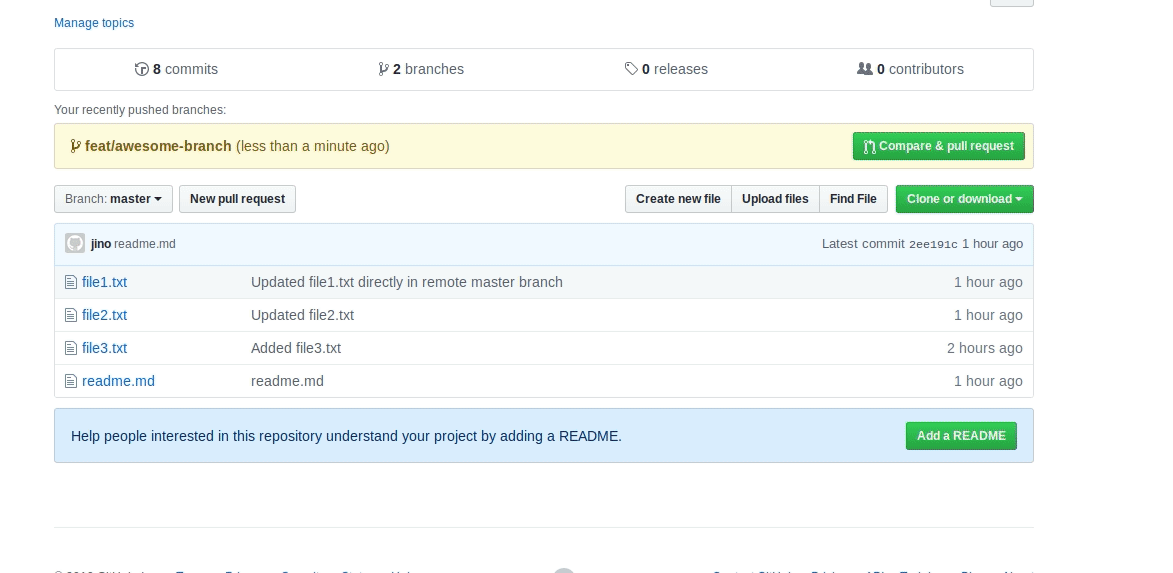 Manage topics
8 commits 2 branches 0 releases 0 contributors
Your recently pushed branches:
feat/awesome-branch (less than a minute ago) Compare & pull request
Branch: master New pull request Create new file Upload files Find File Clone or download
jino readme.md Latest commit 2ee191c 1 hour ago
file1.txt Updated file1.txt directly in remote master branch 1 hour ago
file2.txt Updated file2.txt 1 hour ago
file3.txt Added file3.txt 2 hours ago
readme.md readme.md 1 hour ago
Help people interested in this repository understand your project by adding a README. Add a README